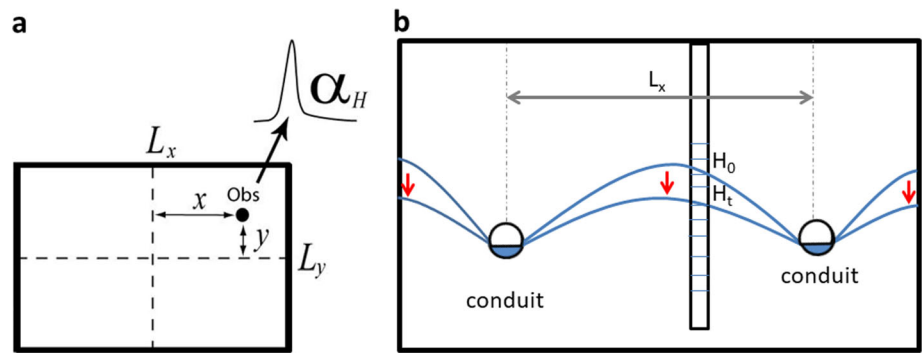 a
α_H
L_x
Obs
x
y
L_y
b
L_x
H_0
H_t
conduit
conduit